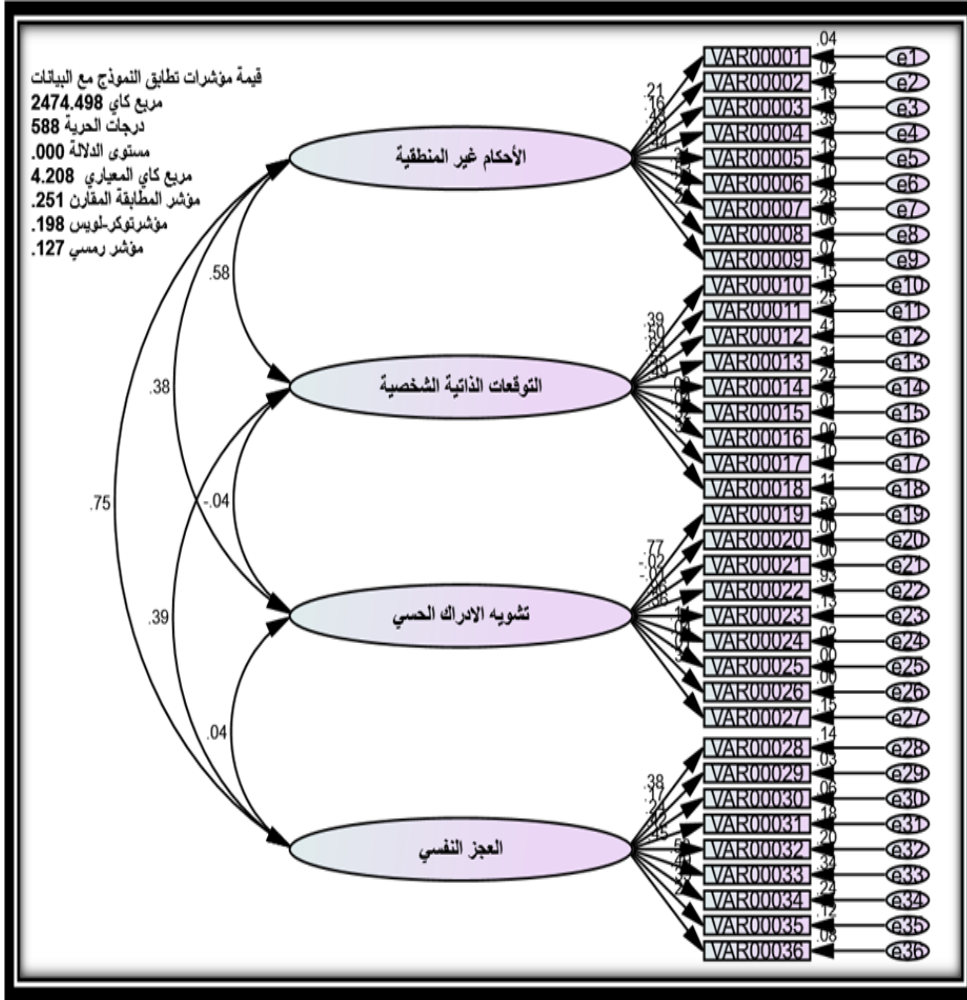 قيمة مؤشرات تطابق النموذج مع البيانات
مربع كاي 2474.498
درجات الحرية 588
مستوى الدلالة .000
مربع كاي المعياري 4.208
مؤشر المطابقة المقارن .251
مؤشرتوكر-لويس .198
مؤشر رمسي .127
الأحكام غير المنطقية
التوقعات الذاتية الشخصية
تشويه الادراك الحسي
العجز النفسي
.58
.38
-.04
.75
.39
.04
.21
.16
.39
.50
.77
-.02
.38
.17
.04 VAR00001 e1
.02 VAR00002 e2
.19 VAR00003 e3
.39 VAR00004 e4
.19 VAR00005 e5
.10 VAR00006 e6
.28 VAR00007 e7
.06 VAR00008 e8
.07 VAR00009 e9
.15 VAR00010 e10
.25 VAR00011 e11
.41 VAR00012 e12
.31 VAR00013 e13
.24 VAR00014 e14
.01 VAR00015 e15
VAR00016 e16
.10 VAR00017 e17
.11 VAR00018 e18
.59 VAR00019 e19
.00 VAR00020 e20
.00 VAR00021 e21
.93 VAR00022 e22
.13 VAR00023 e23
VAR00024 e24
VAR00025 e25
.00 VAR00026 e26
.15 VAR00027 e27
.14 VAR00028 e28
.03 VAR00029 e29
.06 VAR00030 e30
.18 VAR00031 e31
.20 VAR00032 e32
.34 VAR00033 e33
.24 VAR00034 e34
.12 VAR00035 e35
.08 VAR00036 e36